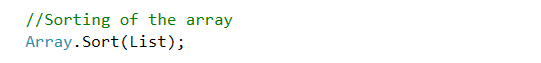 //Sorting of the array
Array.Sort(List);